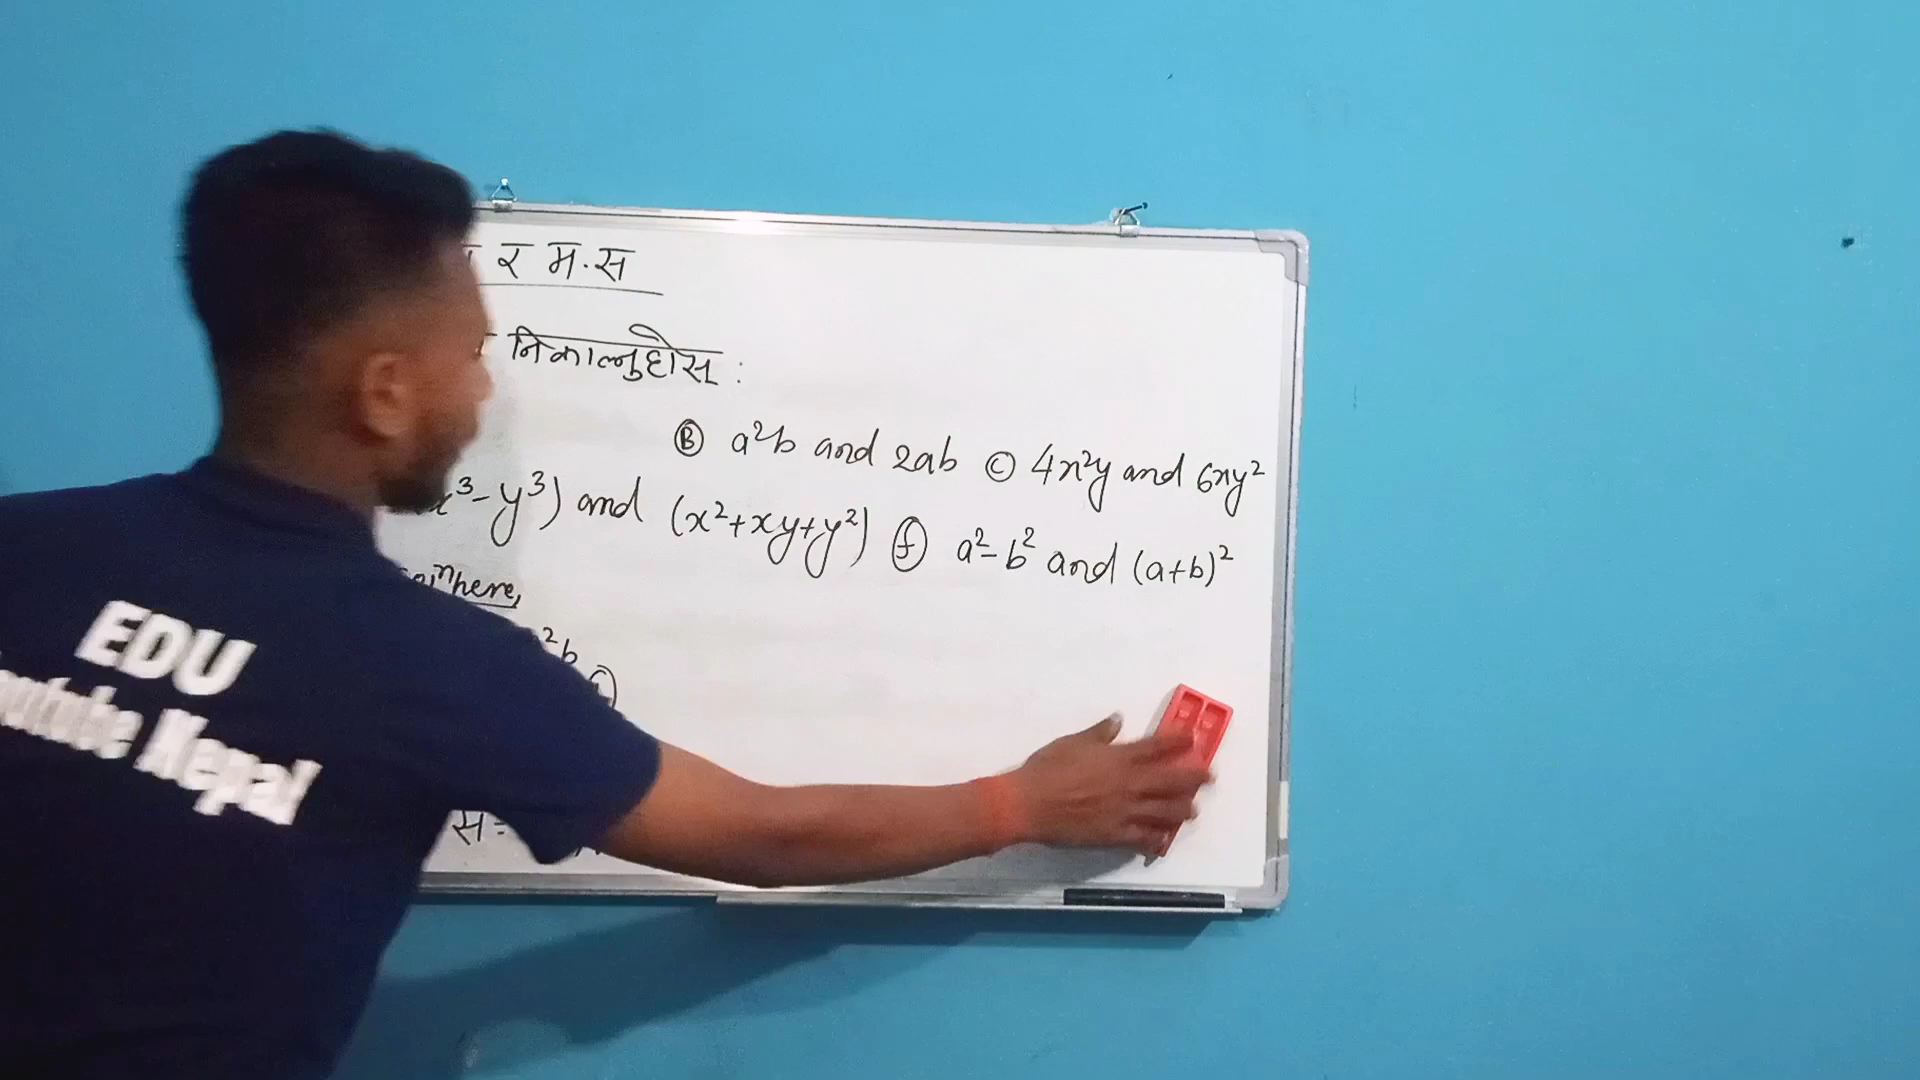 र म.स
निकाल्नुहोस् :
Ⓑ a²b and 2ab Ⓒ 4x²y and 6xy²
x³-y³) and (x²+xy+y²) ⓕ a²-b² and (a+b)²
here,
²b
स=
EDU
Nepal